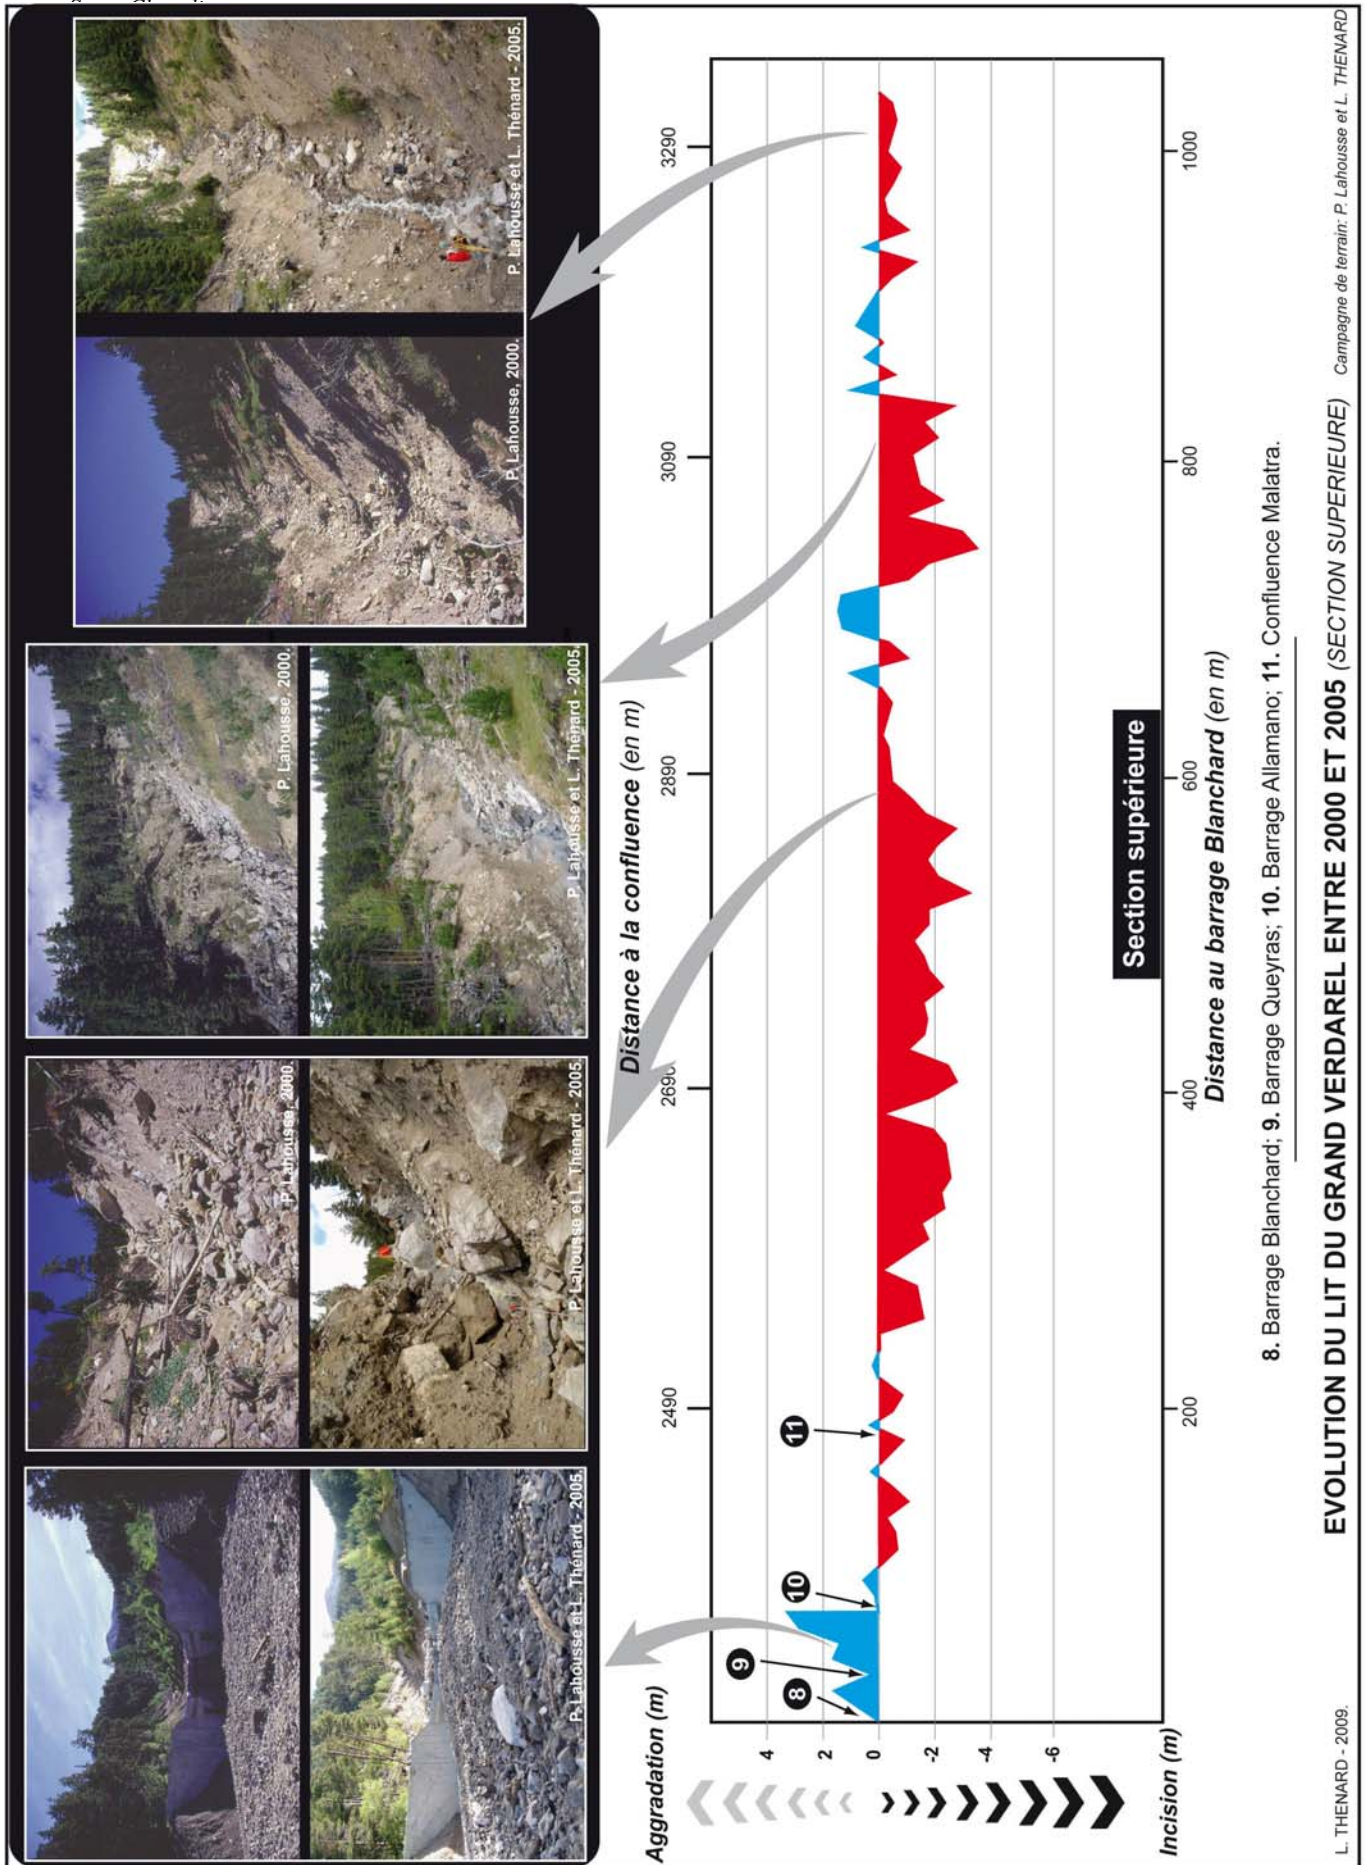 P. Lahousse et L. Thénard - 2005.
P. Lahousse, 2000.
P. Lahousse et L. Thénard - 2005.
P. Lahousse, 2000.
P. Lahousse et L. Thénard - 2005.
P. Lahousse, 2000.
P. Lahousse et L. Thénard - 2005.
Aggradation (m)
Distance à la confluence (en m)
2490
2690
2890
3090
3290
8
9
10
11
4
2
0
-2
-4
-6
Section supérieure
Incision (m)
200
400
600
800
1000
Distance au barrage Blanchard (en m)
8. Barrage Blanchard; 9. Barrage Queyras; 10. Barrage Allamano; 11. Confluence Malatra.
L. THENARD - 2009.
EVOLUTION DU LIT DU GRAND VERDAREL ENTRE 2000 ET 2005 (SECTION SUPERIEURE)
Campagne de terrain: P. Lahousse et L. THENARD